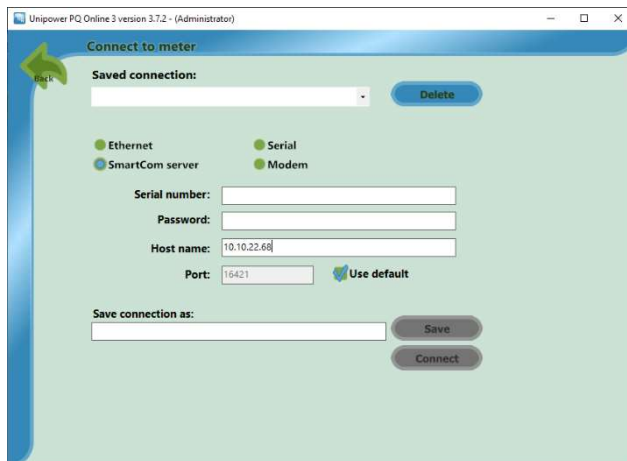 Unipower PQ Online 3 version 3.7.2 - (Administrator)
Connect to meter
Back
Saved connection:
Delete
Ethernet
Serial
SmartCom server
Modem
Serial number:
Password:
Host name: 10.10.22.68
Port: 16421 Use default
Save connection as:
Save
Connect